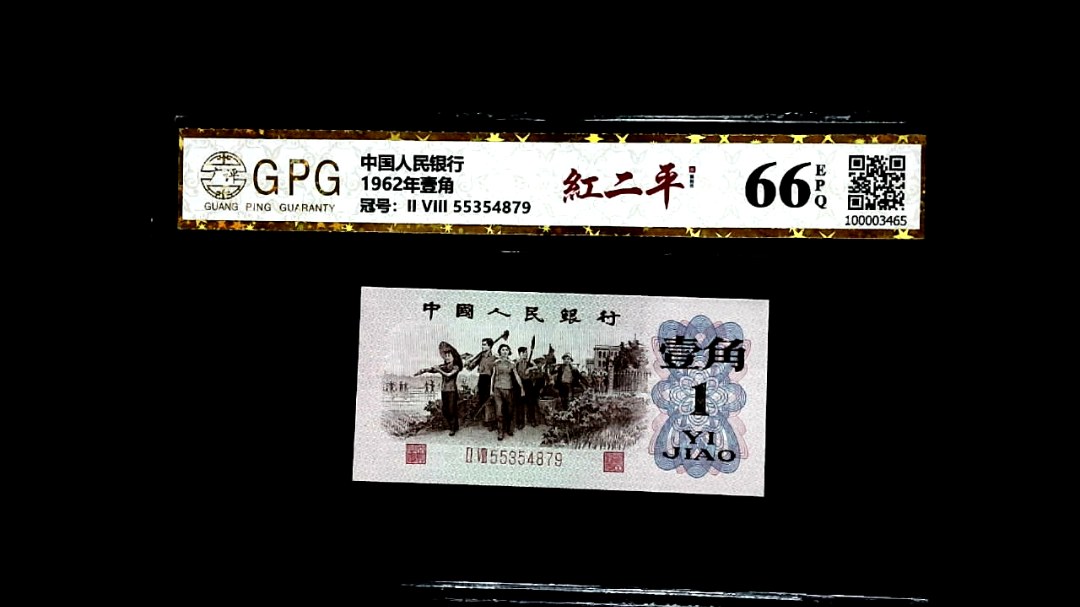 GPG
GUANG PING GUARANTY
中国人民银行
1962年壹角
冠号：II VIII 55354879
紅二平
66
EPQ
100003465
中國人民銀行
壹角
1
YI
JIAO
II VIII 55354879